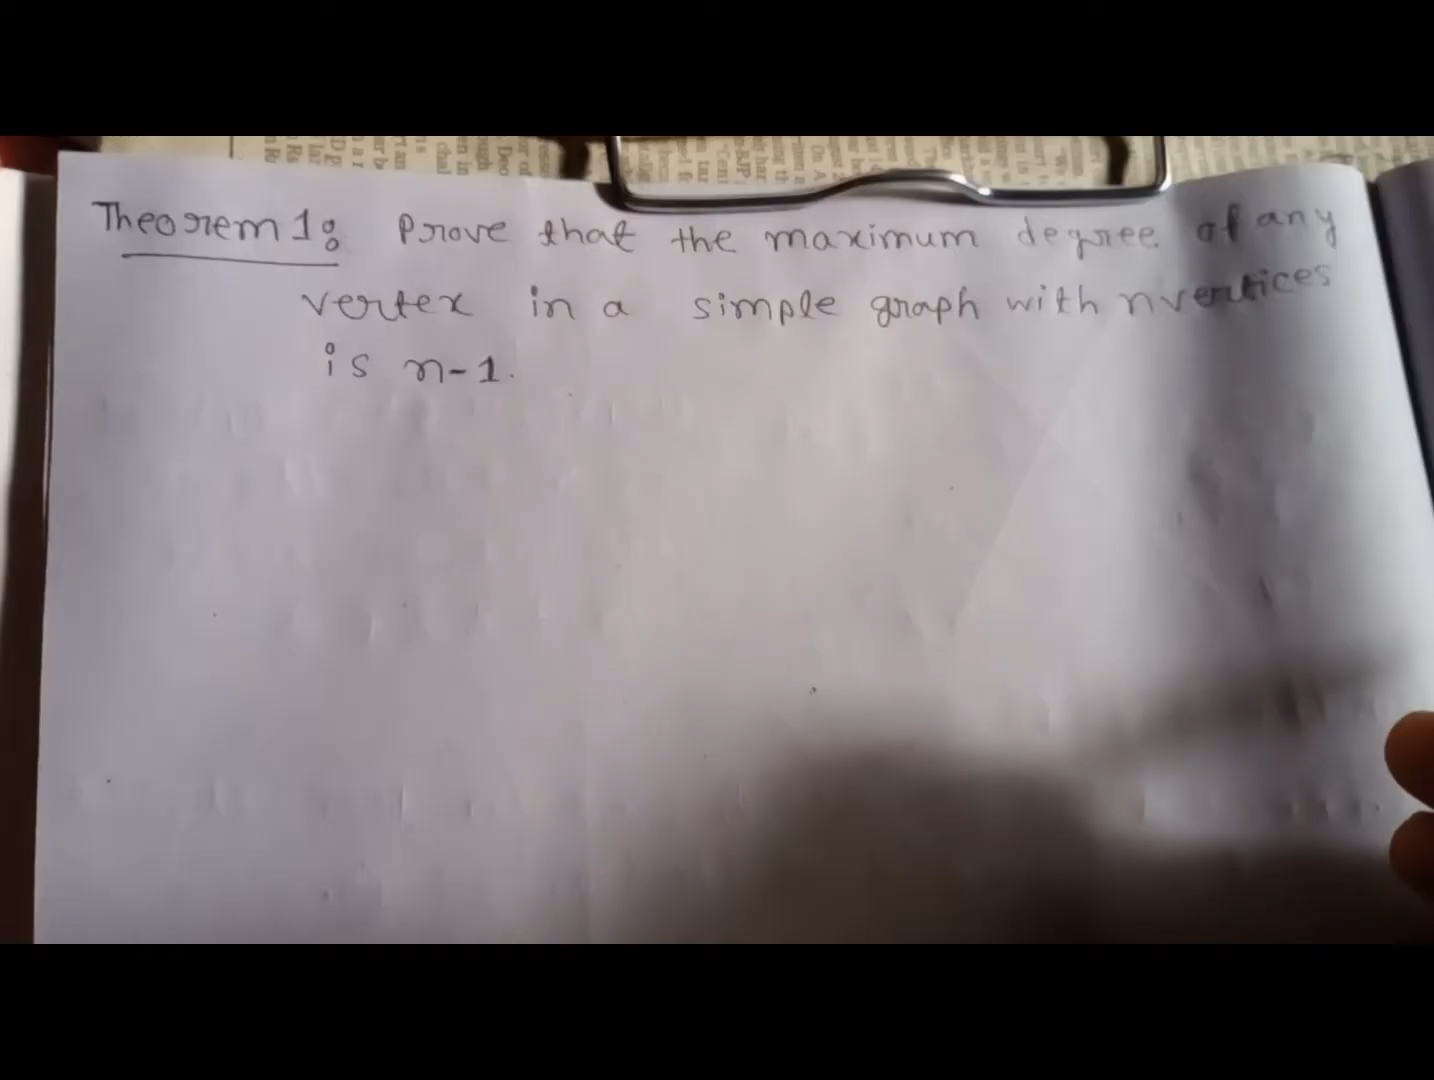 Theorem 1: Prove that the maximum degree of any
vertex in a simple graph with n vertices
is n-1.